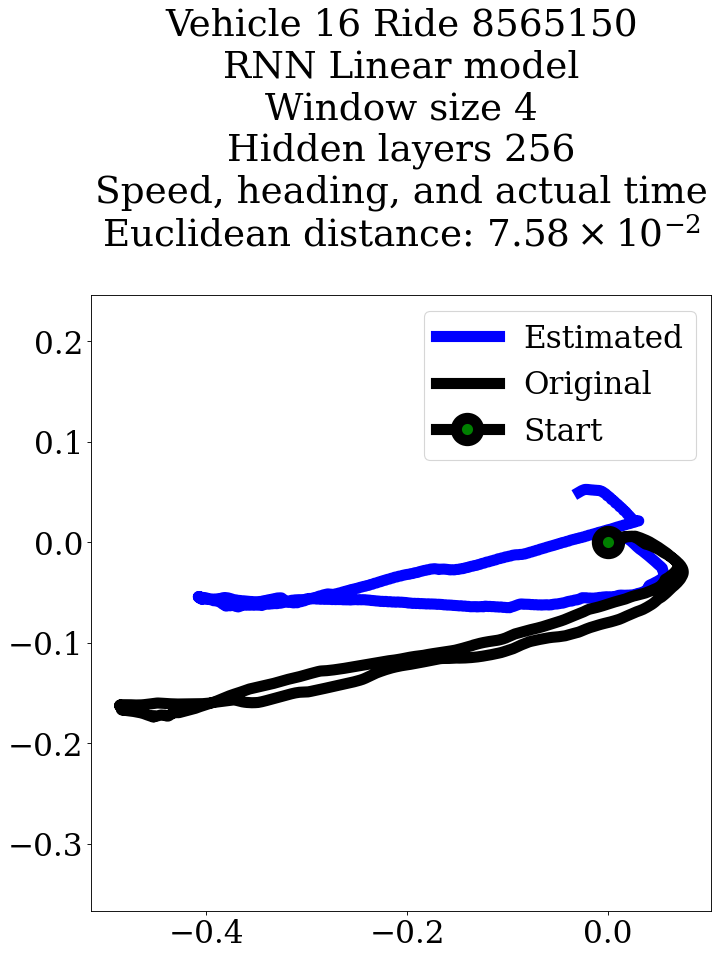 Vehicle 16 Ride 8565150
RNN Linear model
Window size 4
Hidden layers 256
Speed, heading, and actual time
Euclidean distance: 7.58 × 10⁻²
Estimated
Original
Start
0.2
0.1
0.0
−0.1
−0.2
−0.3
−0.4
−0.2
0.0